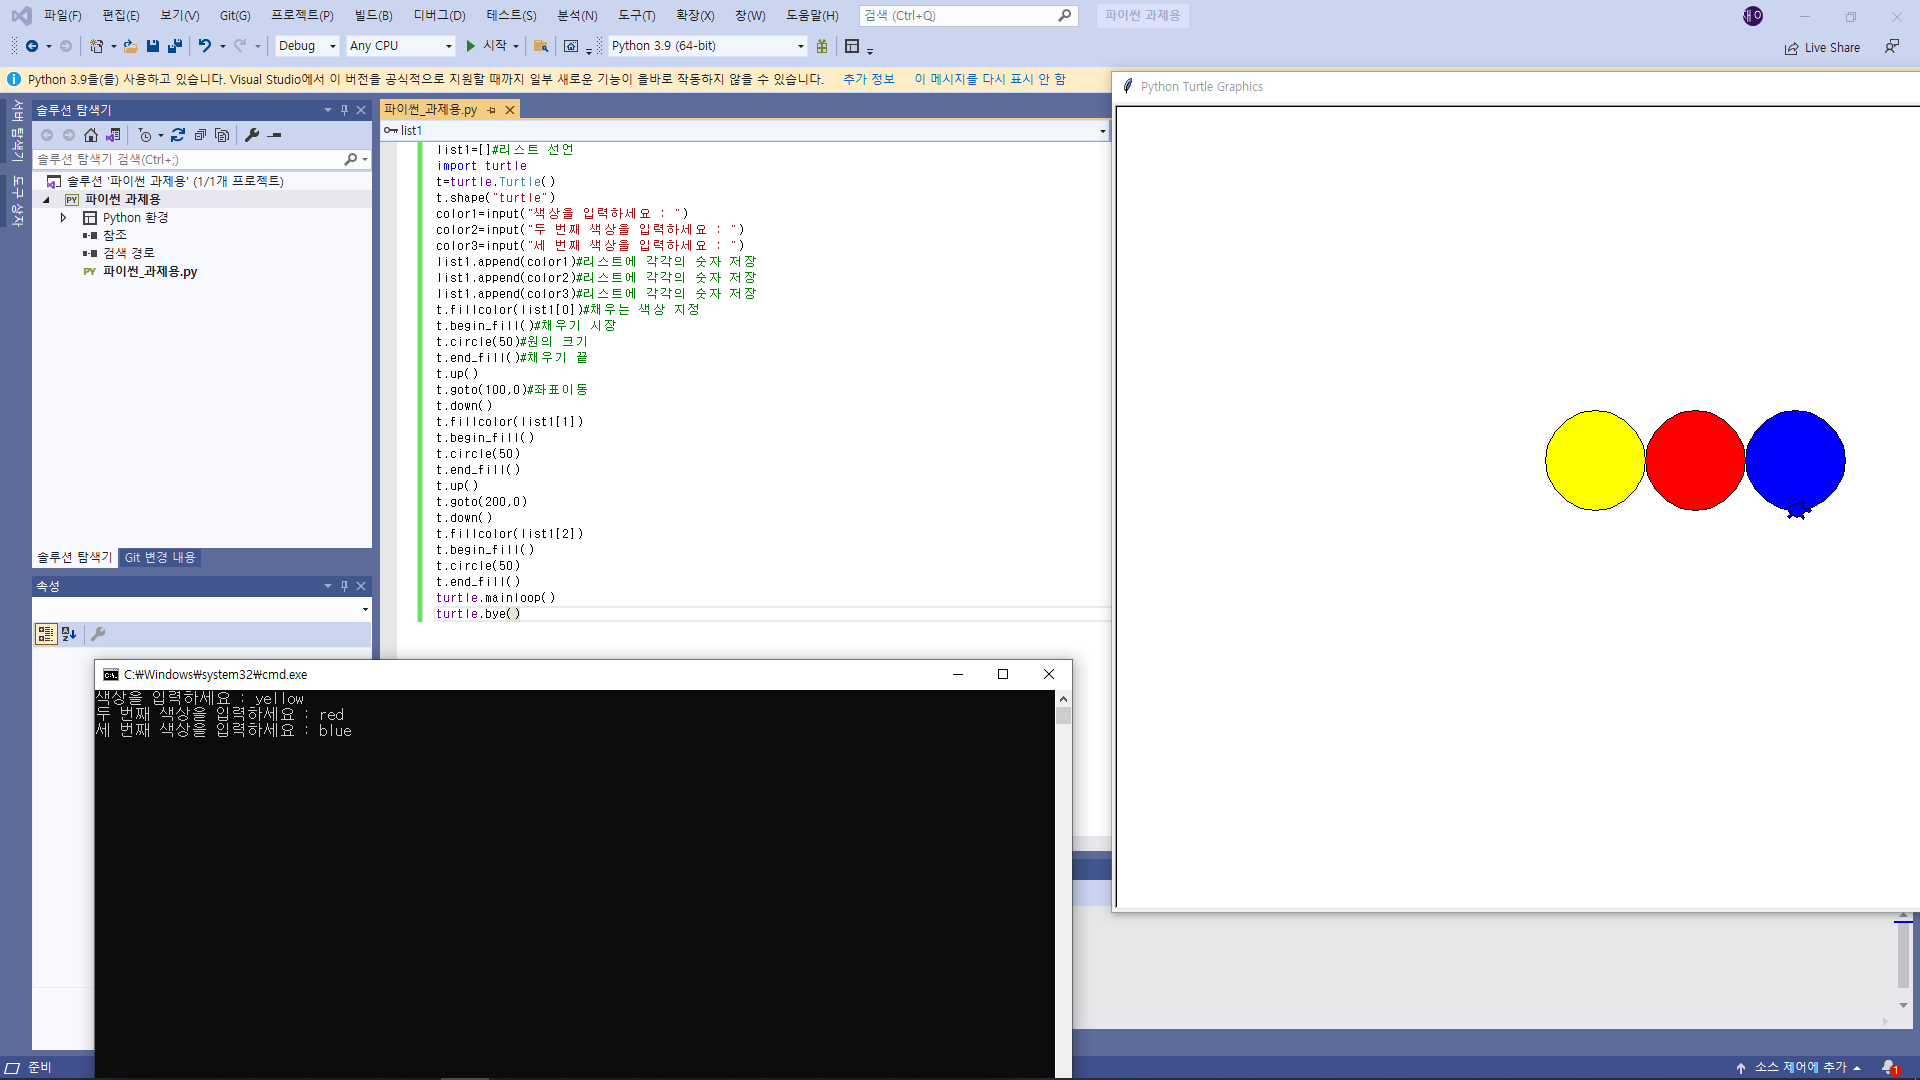 파일(F) 편집(E) 보기(V) Git(G) 프로젝트(P) 빌드(B) 디버그(D) 테스트(S) 분석(N) 도구(T) 확장(X) 창(W) 도움말(H) 검색 (Ctrl+Q) 파이썬 과제용
Debug Any CPU 시작 Python 3.9 (64-bit) Live Share
Python 3.9을(를) 사용하고 있습니다. Visual Studio에서 이 버전을 공식적으로 지원할 때까지 일부 새로운 기능이 올바로 작동하지 않을 수 있습니다. 추가 정보 이 메시지를 다시 표시 안 함
서버 탐색기
도구 상자
솔루션 탐색기
솔루션 탐색기 검색(Ctrl+;)
솔루션 '파이썬 과제용' (1/1개 프로젝트)
PY 파이썬 과제용
Python 환경
참조
검색 경로
PY 파이썬_과제용.py
솔루션 탐색기 Git 변경 내용
속성
파이썬_과제용.py
list1
list1=[]#리스트 선언
import turtle
t=turtle.Turtle()
t.shape("turtle")
color1=input("색상을 입력하세요 : ")
color2=input("두 번째 색상을 입력하세요 : ")
color3=input("세 번째 색상을 입력하세요 : ")
list1.append(color1)#리스트에 각각의 숫자 저장
list1.append(color2)#리스트에 각각의 숫자 저장
list1.append(color3)#리스트에 각각의 숫자 저장
t.fillcolor(list1[0])#채우는 색상 지정
t.begin_fill()#채우기 시장
t.circle(50)#원의 크기
t.end_fill()#채우기 끝
t.up()
t.goto(100,0)#좌표이동
t.down()
t.fillcolor(list1[1])
t.begin_fill()
t.circle(50)
t.end_fill()
t.up()
t.goto(200,0)
t.down()
t.fillcolor(list1[2])
t.begin_fill()
t.circle(50)
t.end_fill()
turtle.mainloop()
turtle.bye()
Python Turtle Graphics
C:₩Windows₩system32₩cmd.exe
색상을 입력하세요 : yellow
두 번째 색상을 입력하세요 : red
세 번째 색상을 입력하세요 : blue
준비 소스 제어에 추가 1